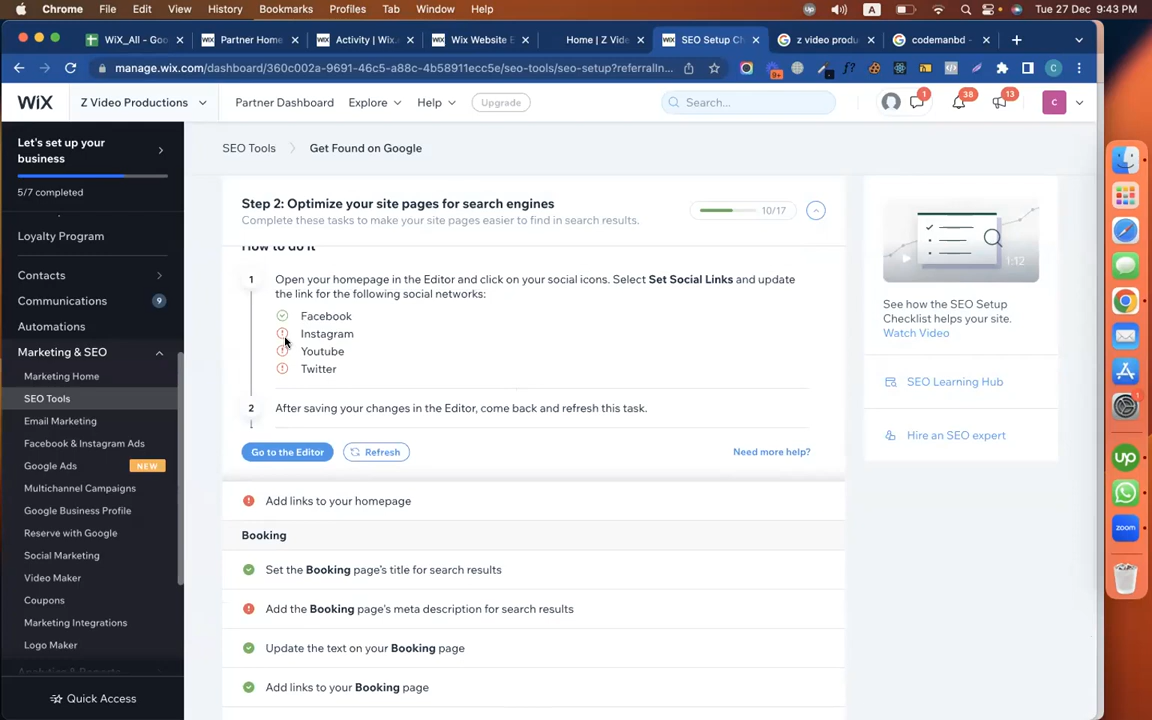 Chrome File Edit View History Bookmarks Profiles Tab Window Help
A Tue 27 Dec 9:43 PM
WiX_All - Goo
Partner Home
Activity | Wix.
Wix Website E
Home | Z Vide
SEO Setup Ch
z video produ
codemanbd -
manage.wix.com/dashboard/360c002a-9691-46c5-a88c-4b58911ecc5e/seo-tools/seo-setup?referralIn...
9+
WiX Z Video Productions Partner Dashboard Explore Help Upgrade Search... 1 38 13 C
Let's set up your
business
5/7 completed
Loyalty Program
Contacts
Communications 9
Automations
Marketing & SEO
Marketing Home
SEO Tools
Email Marketing
Facebook & Instagram Ads
Google Ads NEW
Multichannel Campaigns
Google Business Profile
Reserve with Google
Social Marketing
Video Maker
Coupons
Marketing Integrations
Logo Maker
Quick Access
SEO Tools Get Found on Google
Step 2: Optimize your site pages for search engines
Complete these tasks to make your site pages easier to find in search results.
10/17
How to do it
1 Open your homepage in the Editor and click on your social icons. Select Set Social Links and update
the link for the following social networks:
Facebook
Instagram
Youtube
Twitter
2 After saving your changes in the Editor, come back and refresh this task.
Go to the Editor Refresh Need more help?
Add links to your homepage
Booking
Set the Booking page's title for search results
Add the Booking page's meta description for search results
Update the text on your Booking page
Add links to your Booking page
1:12
See how the SEO Setup
Checklist helps your site.
Watch Video
SEO Learning Hub
Hire an SEO expert
1
up
zoom